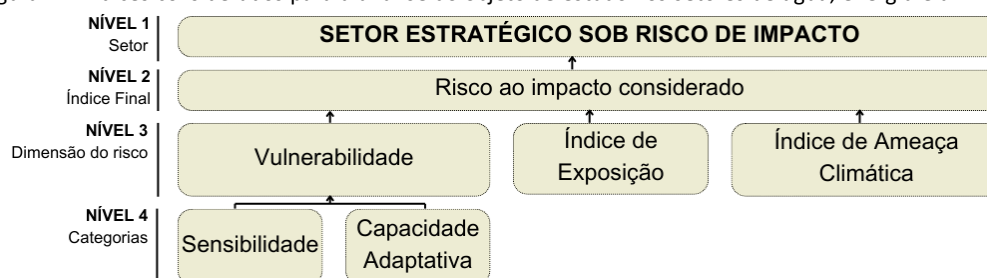 NÍVEL 1
Setor
SETOR ESTRATÉGICO SOB RISCO DE IMPACTO
NÍVEL 2
Índice Final
Risco ao impacto considerado
NÍVEL 3
Dimensão do risco
Vulnerabilidade
Índice de
Exposição
Índice de Ameaça
Climática
NÍVEL 4
Categorias
Sensibilidade
Capacidade
Adaptativa